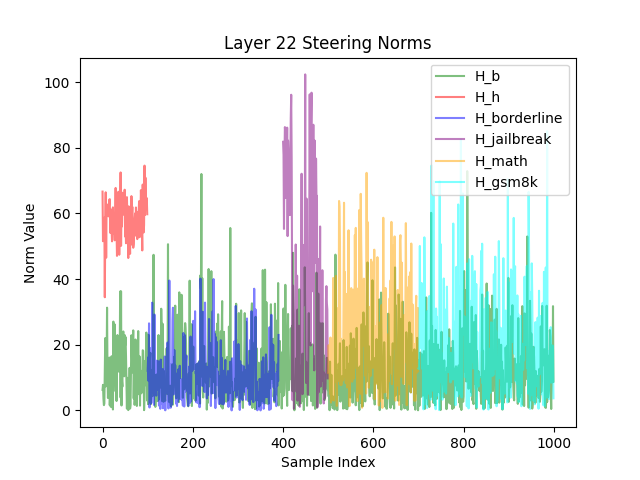 Layer 22 Steering Norms
H_b
H_h
H_borderline
H_jailbreak
H_math
H_gsm8k
Norm Value
100
80
60
40
20
0
0 200 400 600 800 1000
Sample Index